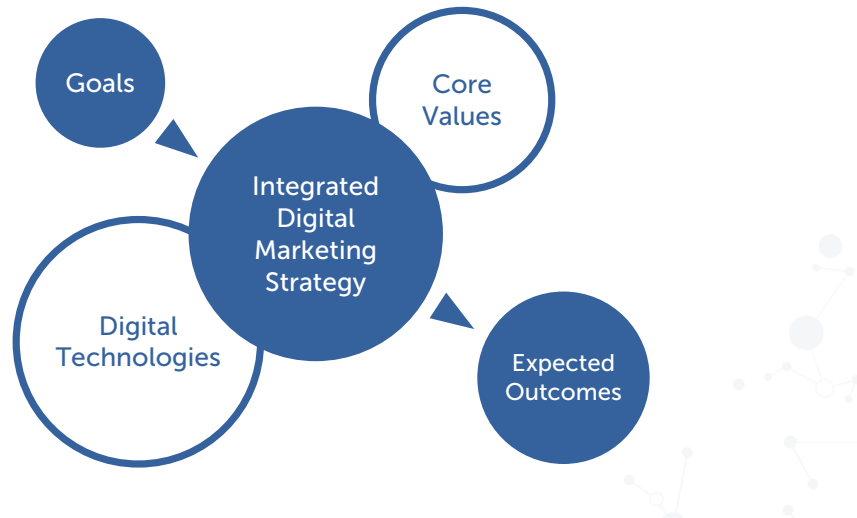 Goals
Core
Values
Integrated
Digital
Marketing
Strategy
Digital
Technologies
Expected
Outcomes